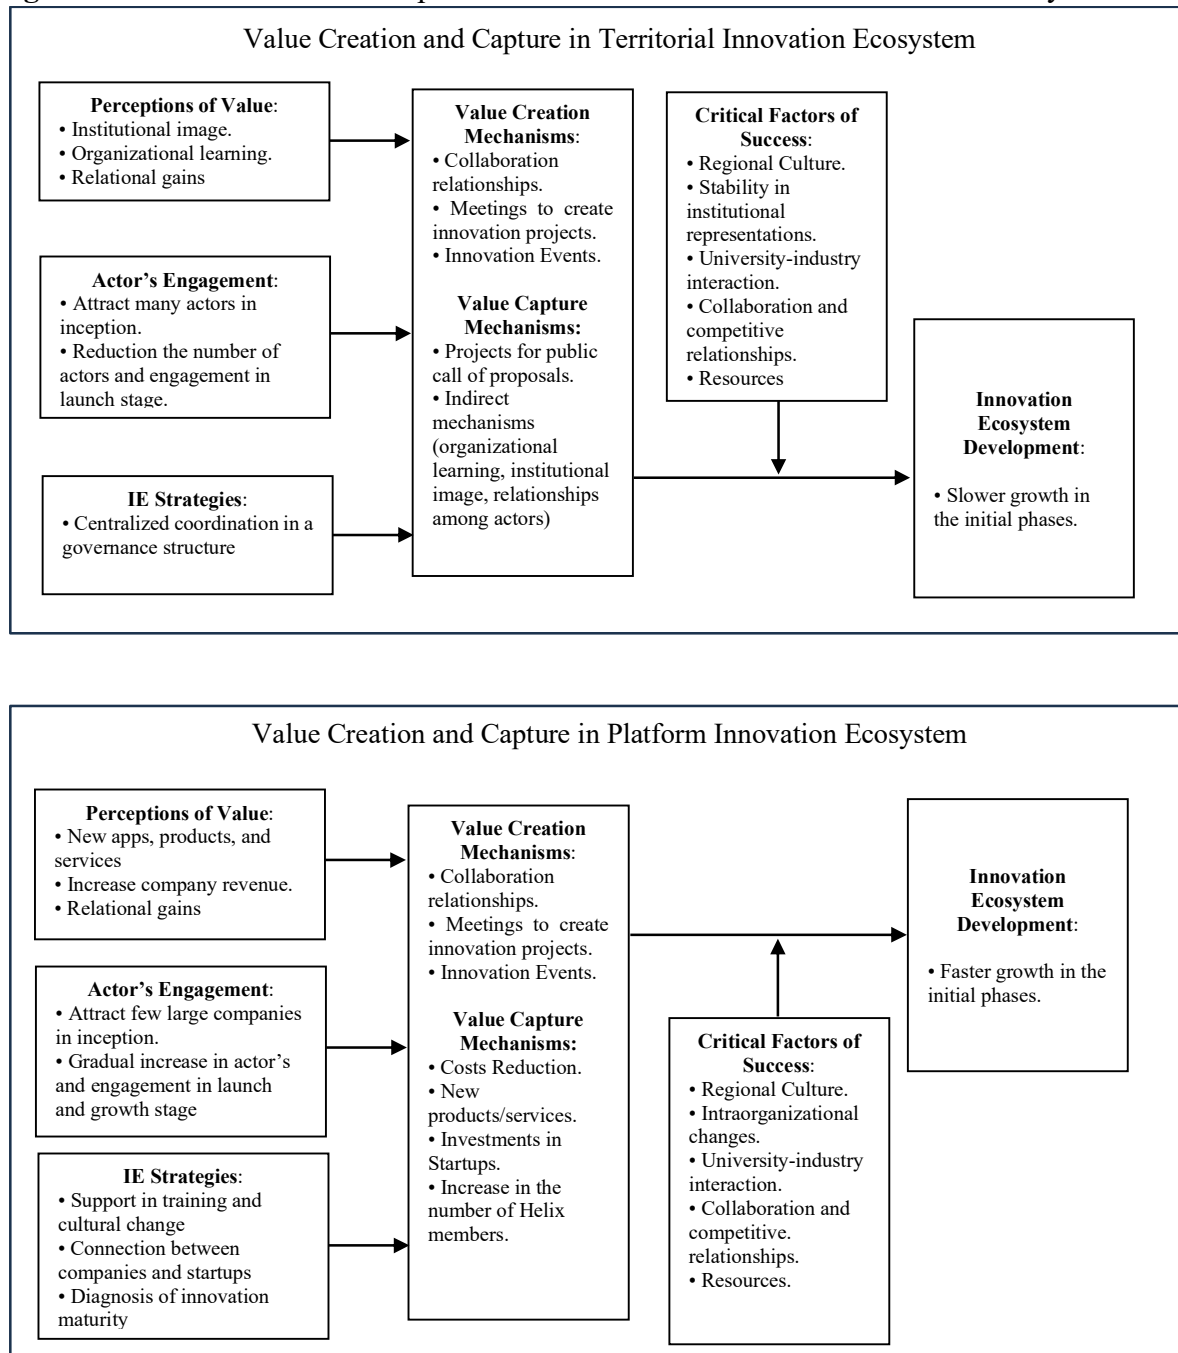 Value Creation and Capture in Territorial Innovation Ecosystem
Perceptions of Value:
• Institutional image.
• Organizational learning.
• Relational gains
Actor’s Engagement:
• Attract many actors in
inception.
• Reduction the number of
actors and engagement in
launch stage.
IE Strategies:
• Centralized coordination in a
governance structure
Value Creation
Mechanisms:
• Collaboration
relationships.
• Meetings to create
innovation projects.
• Innovation Events.
Value Capture
Mechanisms:
• Projects for public
call of proposals.
• Indirect
mechanisms
(organizational
learning, institutional
image, relationships
among actors)
Critical Factors of
Success:
• Regional Culture.
• Stability in
institutional
representations.
• University-industry
interaction.
• Collaboration and
competitive
relationships.
• Resources
Innovation
Ecosystem
Development:
• Slower growth in
the initial phases.
Value Creation and Capture in Platform Innovation Ecosystem
Perceptions of Value:
• New apps, products, and
services
• Increase company revenue.
• Relational gains
Actor’s Engagement:
• Attract few large companies
in inception.
• Gradual increase in actor’s
and engagement in launch
and growth stage
IE Strategies:
• Support in training and
cultural change
• Connection between
companies and startups
• Diagnosis of innovation
maturity
Value Creation
Mechanisms:
• Collaboration
relationships.
• Meetings to create
innovation projects.
• Innovation Events.
Value Capture
Mechanisms:
• Costs Reduction.
• New
products/services.
• Investments in
Startups.
• Increase in the
number of Helix
members.
Critical Factors of
Success:
• Regional Culture.
• Intraorganizational
changes.
• University-industry
interaction.
• Collaboration and
competitive.
relationships.
• Resources.
Innovation
Ecosystem
Development:
• Faster growth in the
initial phases.